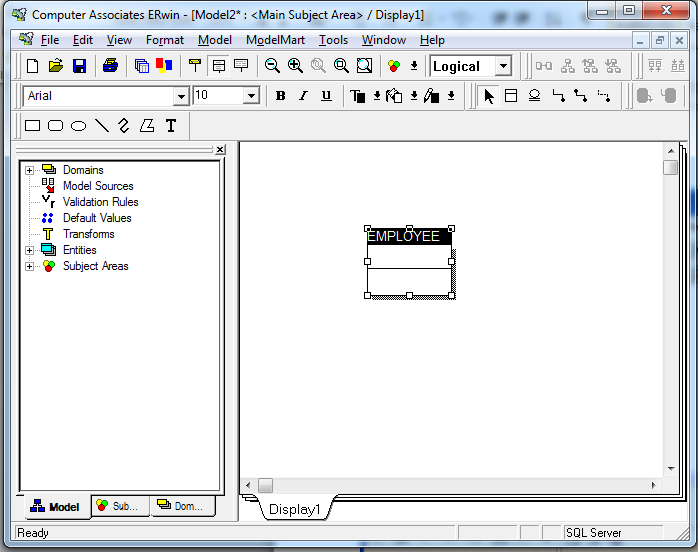 Computer Associates ERwin - [Model2* : <Main Subject Area> / Display1]
File Edit View Format Model ModelMart Tools Window Help
Logical
Arial 10 B I U T
T
Domains
Model Sources
Validation Rules
Default Values
Transforms
Entities
Subject Areas
EMPLOYEE
Model Sub... Dom...
Display1
Ready SQL Server